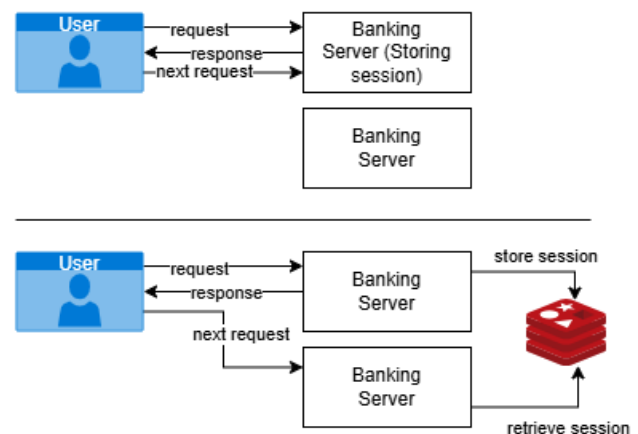 User
request
response
next request
Banking
Server (Storing
session)
Banking
Server
User
request
response
next request
Banking
Server
Banking
Server
store session
retrieve session